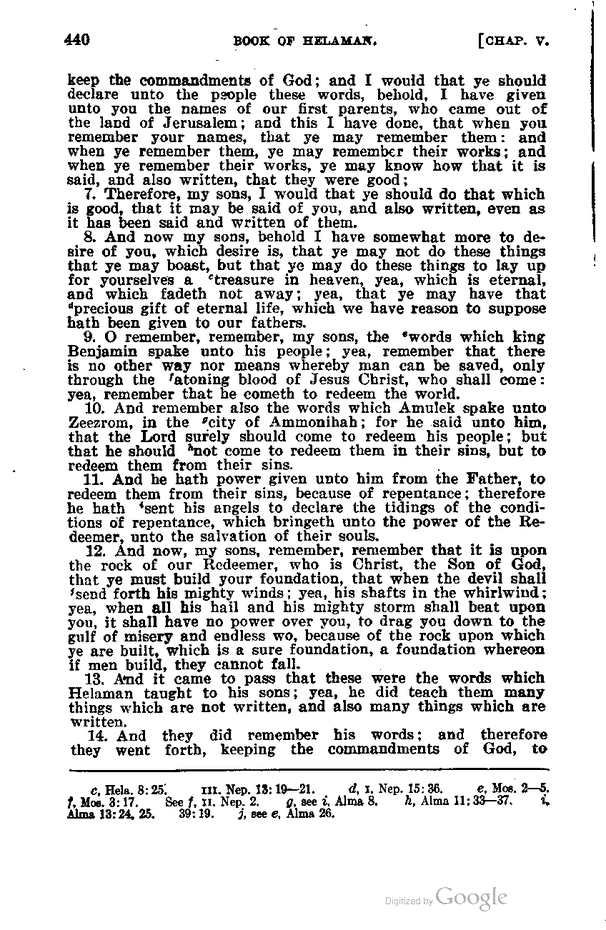 440 BOOK OF HELAMAN. [CHAP. V.
keep the commandments of God; and I would that ye should
declare unto the people these words, behold, I have given
unto you the names of our first parents, who came out of
the land of Jerusalem; and this I have done, that when you
remember your names, that ye may remember them: and
when ye remember them, ye may remember their works; and
when ye remember their works, ye may know how that it is
said, and also written, that they were good;
7. Therefore, my sons, I would that ye should do that which
is good, that it may be said of you, and also written, even as
it has been said and written of them.
8. And now my sons, behold I have somewhat more to de-
sire of you, which desire is, that ye may not do these things
that ye may boast, but that ye may do these things to lay up
for yourselves a ctreasure in heaven, yea, which is eternal,
and which fadeth not away; yea, that ye may have that
dprecious gift of eternal life, which we have reason to suppose
hath been given to our fathers.
9. O remember, remember, my sons, the ewords which king
Benjamin spake unto his people; yea, remember that there
is no other way nor means whereby man can be saved, only
through the fatoning blood of Jesus Christ, who shall come:
yea, remember that he cometh to redeem the world.
10. And remember also the words which Amulek spake unto
Zeezrom, in the gcity of Ammonihah; for he said unto him,
that the Lord surely should come to redeem his people; but
that he should hnot come to redeem them in their sins, but to
redeem them from their sins.
11. And he hath power given unto him from the Father, to
redeem them from their sins, because of repentance; therefore
he hath isent his angels to declare the tidings of the condi-
tions of repentance, which bringeth unto the power of the Re-
deemer, unto the salvation of their souls.
12. And now, my sons, remember, remember that it is upon
the rock of our Redeemer, who is Christ, the Son of God,
that ye must build your foundation, that when the devil shall
jsend forth his mighty winds; yea, his shafts in the whirlwind;
yea, when all his hail and his mighty storm shall beat upon
you, it shall have no power over you, to drag you down to the
gulf of misery and endless wo, because of the rock upon which
ye are built, which is a sure foundation, a foundation whereon
if men build, they cannot fall.
13. And it came to pass that these were the words which
Helaman taught to his sons; yea, he did teach them many
things which are not written, and also many things which are
written.
14. And they did remember his words; and therefore
they went forth, keeping the commandments of God, to
c, Hela. 8:25. III. Nep. 13:19—21. d, I. Nep. 15:36. e, Mos. 2—5.
f, Mos. 3:17. See f, II. Nep. 2. g, see i, Alma 8. h, Alma 11:33—37. i,
Alma 13:24, 25. 39:19. j, see e, Alma 26.
Digitized by Google